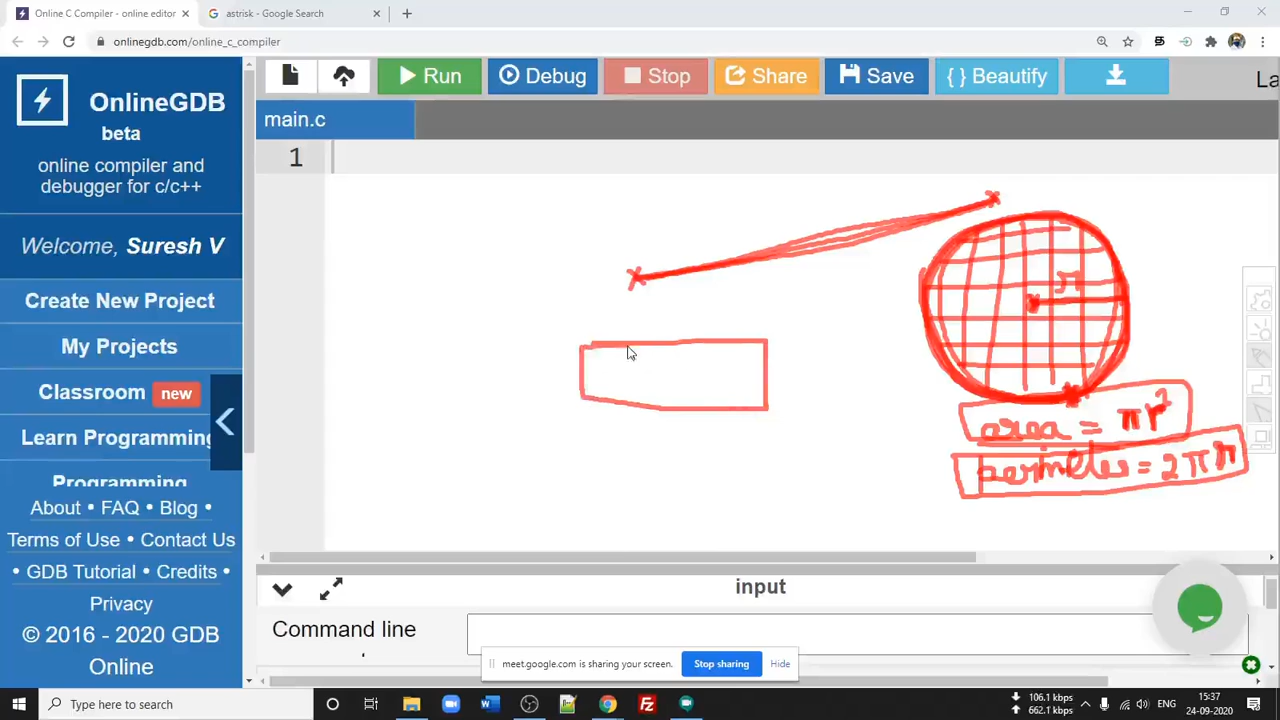 Online C Compiler - online editor
astrisk - Google Search
onlinegdb.com/online_c_compiler
OnlineGDB
beta
online compiler and
debugger for c/c++
Welcome, Suresh V
Create New Project
My Projects
Classroom new
Learn Programming
Programming
About • FAQ • Blog •
Terms of Use • Contact Us
• GDB Tutorial • Credits •
Privacy
© 2016 - 2020 GDB
Online
Run
Debug
Stop
Share
Save
{ } Beautify
La
main.c
1
r
area = πr²
perimeter = 2πr
input
Command line
meet.google.com is sharing your screen.
Stop sharing
Hide
Type here to search
106.1 kbps
662.1 kbps
ENG
15:37
24-09-2020